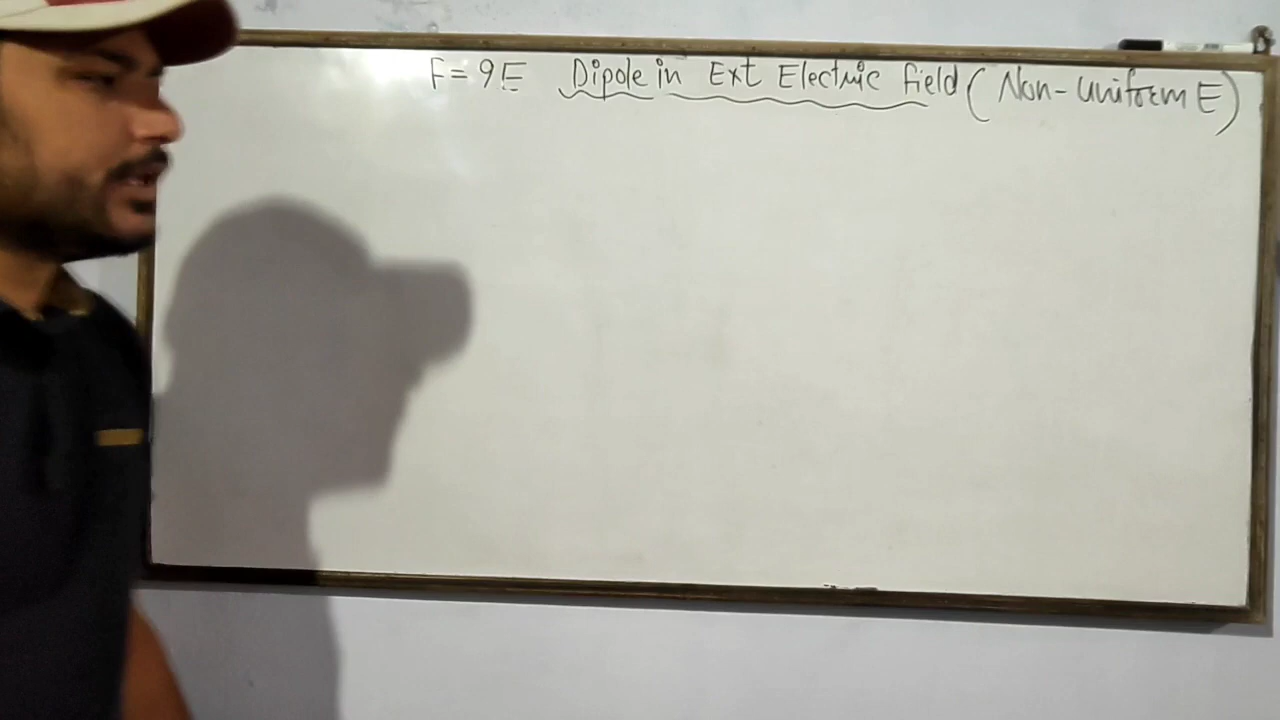 F = qE Dipole in Ext Electric field (Non-uniform E)